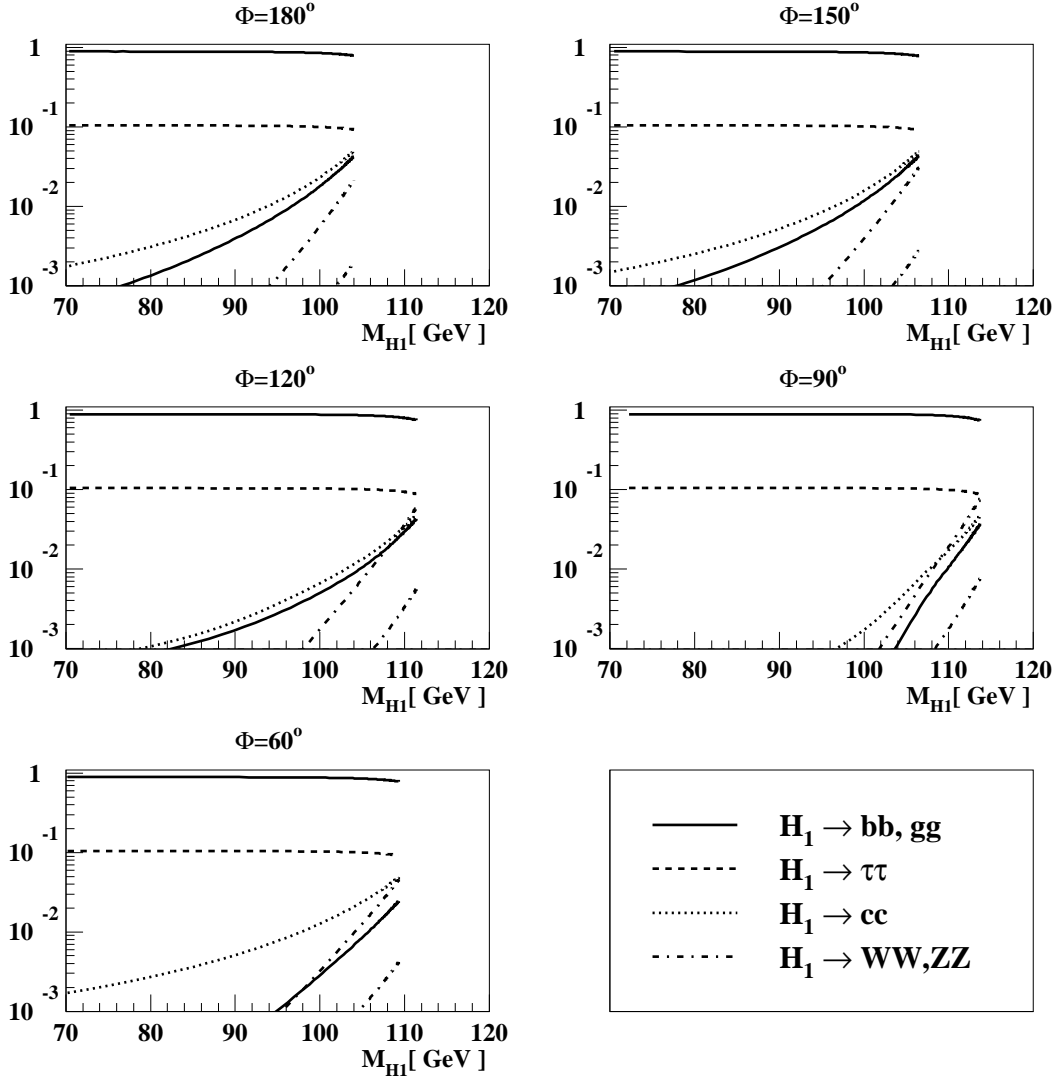 Φ=180° Φ=150°
1 1
10⁻¹ 10⁻¹
10⁻² 10⁻²
10⁻³ 10⁻³
70 80 90 100 110 120 70 80 90 100 110 120
M_H1[ GeV ] M_H1[ GeV ]
Φ=120° Φ=90°
1 1
10⁻¹ 10⁻¹
10⁻² 10⁻²
10⁻³ 10⁻³
70 80 90 100 110 120 70 80 90 100 110 120
M_H1[ GeV ] M_H1[ GeV ]
Φ=60°
1
10⁻¹
10⁻²
10⁻³
70 80 90 100 110 120
M_H1[ GeV ]
H₁ → bb, gg
H₁ → ττ
H₁ → cc
H₁ → WW,ZZ